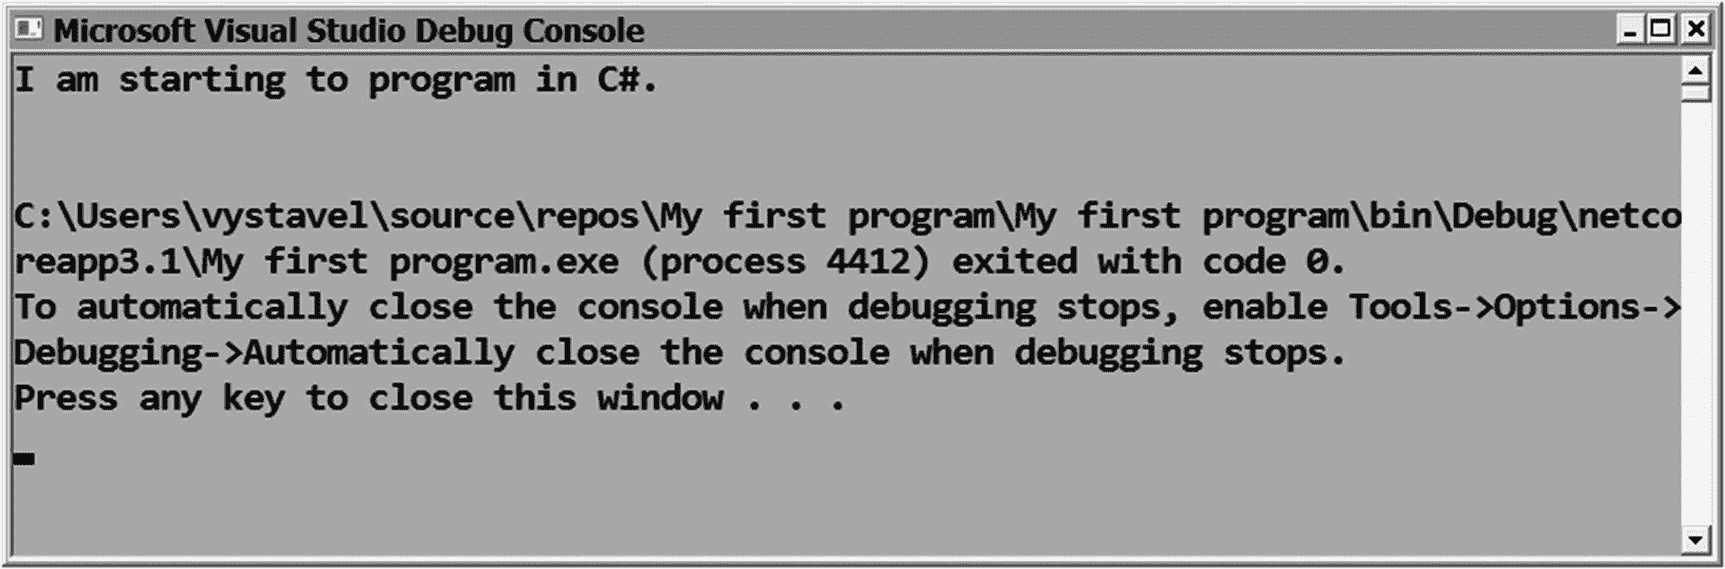 Microsoft Visual Studio Debug Console
I am starting to program in C#.
C:\Users\vystavel\source\repos\My first program\My first program\bin\Debug\netco
reapp3.1\My first program.exe (process 4412) exited with code 0.
To automatically close the console when debugging stops, enable Tools->Options->
Debugging->Automatically close the console when debugging stops.
Press any key to close this window . . .